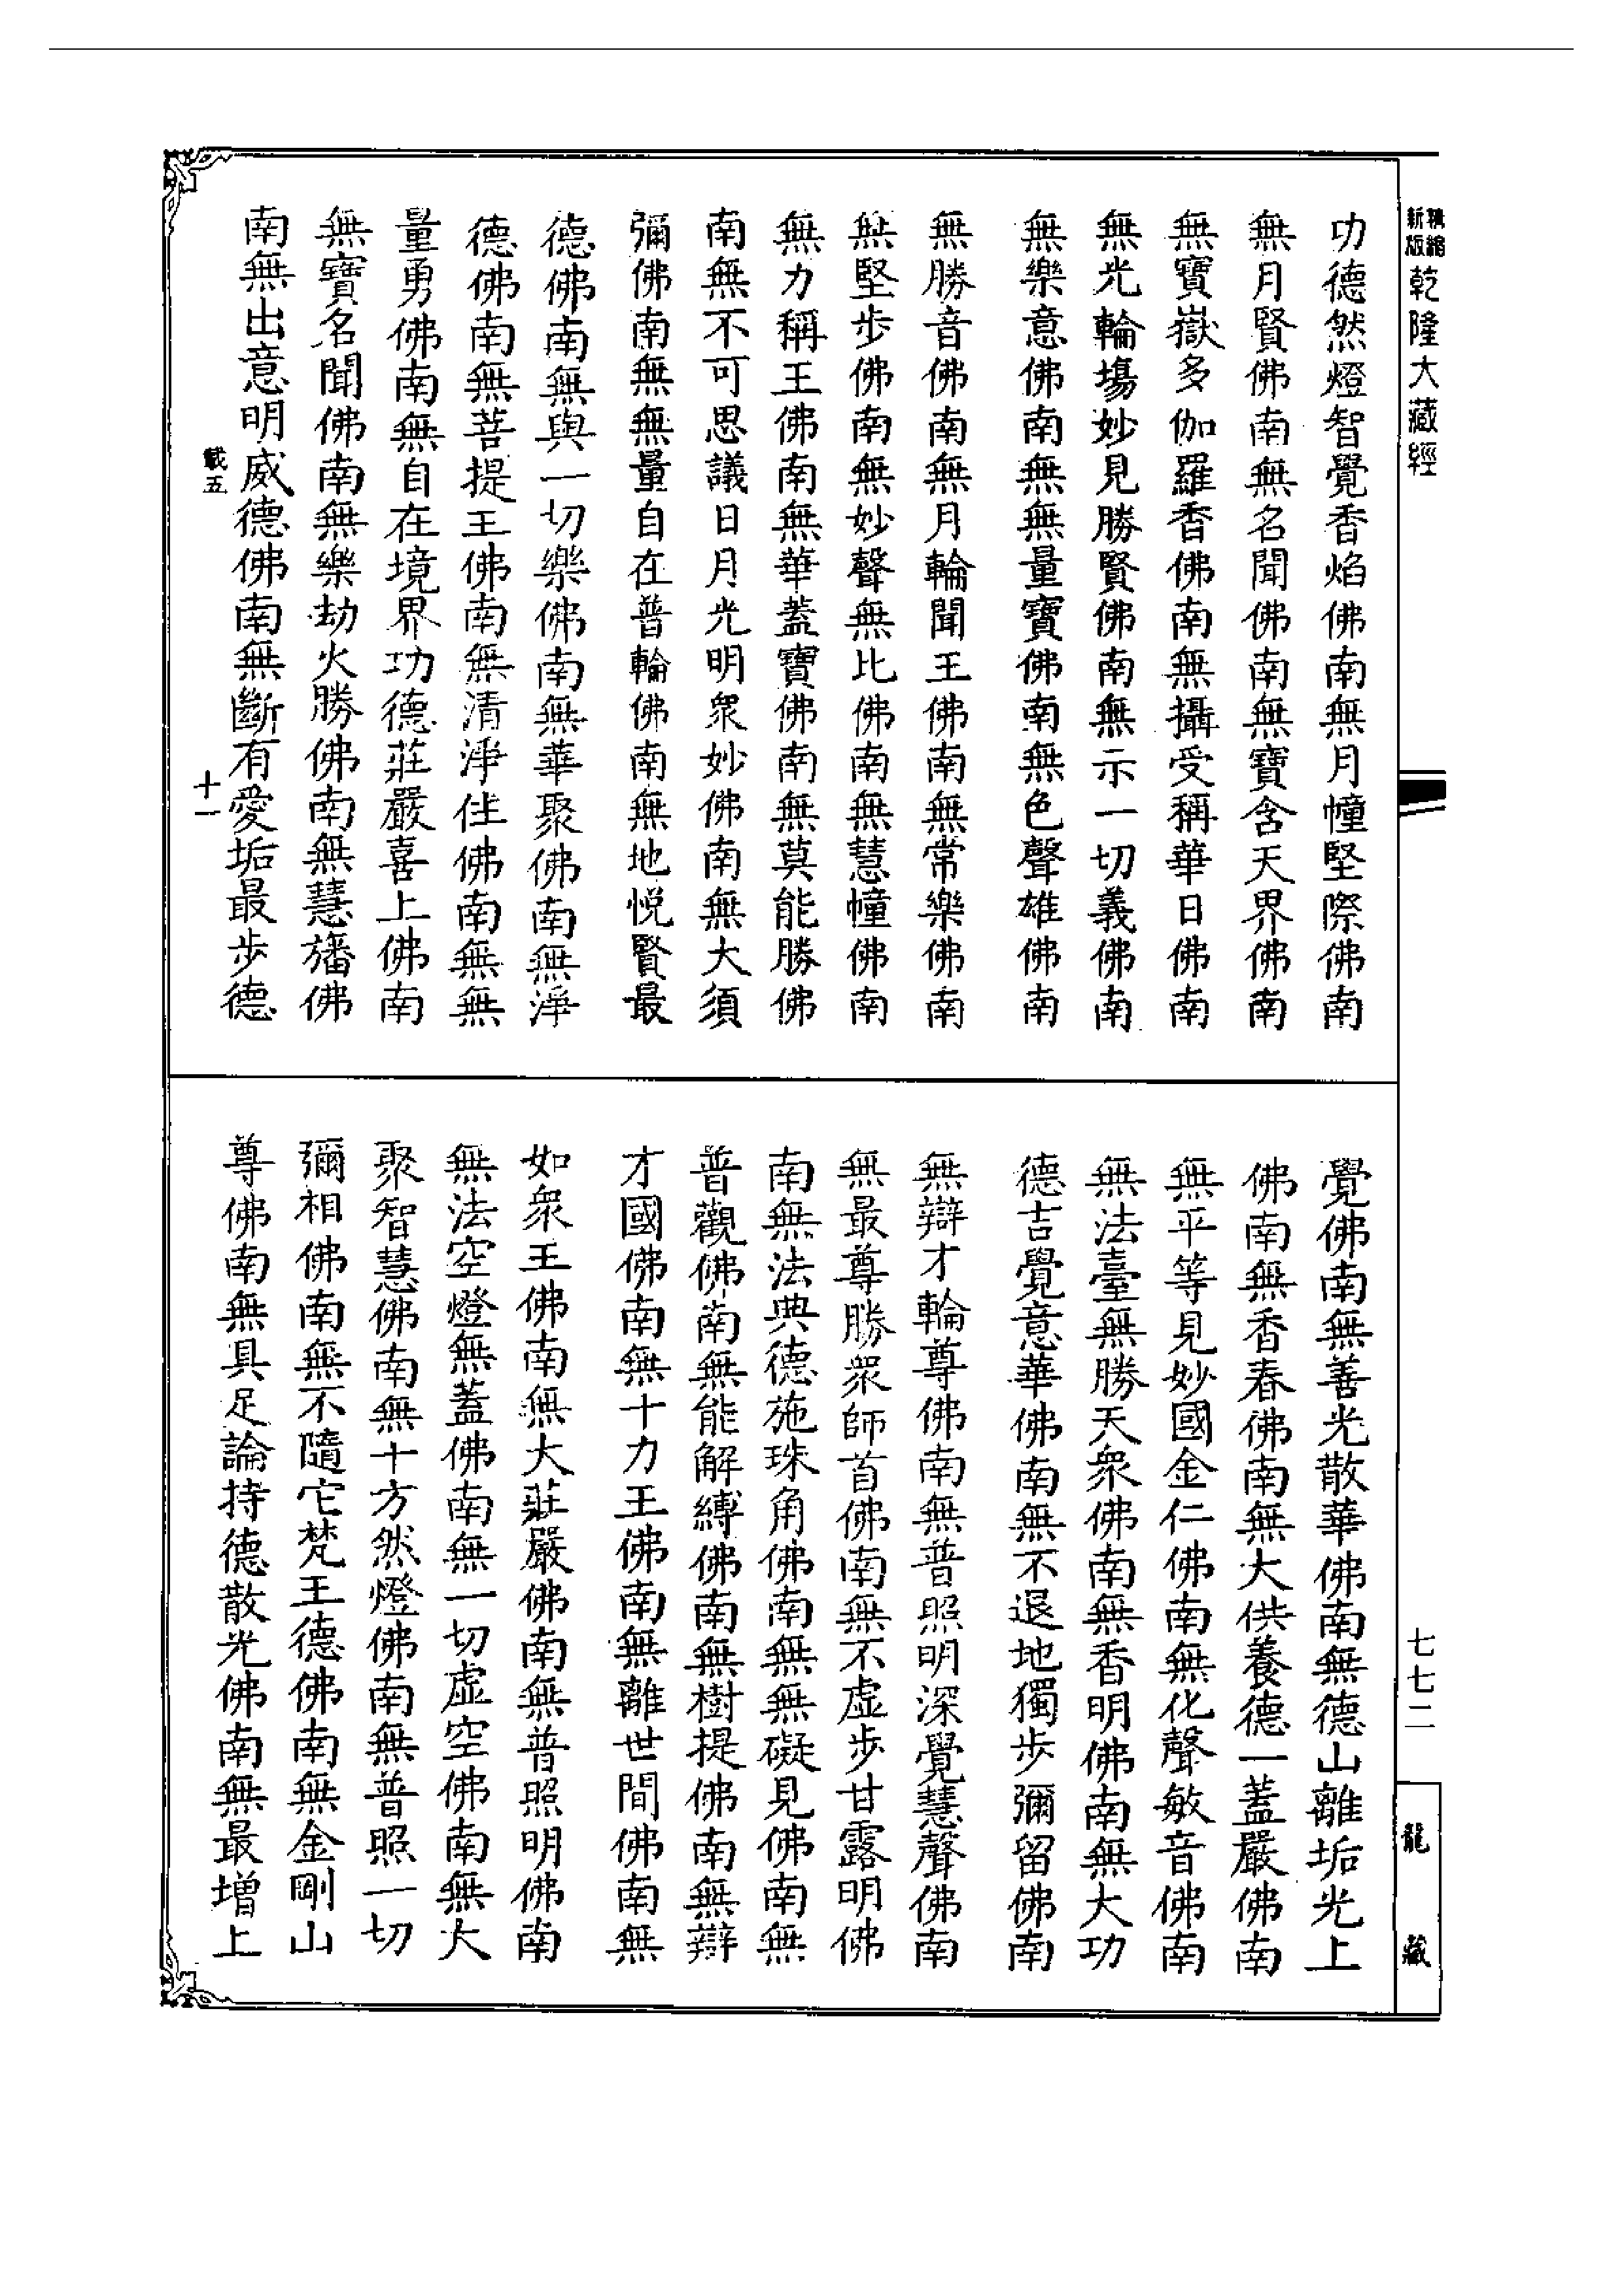 精縮新版乾隆大藏經
功德然燈智覺香焰佛南無月幢堅際佛南
無月賢佛南無名聞佛南無寶含天界佛南
無寶嶽多伽羅香佛南無攝受稱華日佛南
無光輪場妙見勝賢佛南無示一切義佛南
無樂意佛南無無量寶佛南無色聲雄佛南
無勝音佛南無月輪聞王佛南無常樂佛南
無堅步佛南無妙聲無比佛南無慧幢佛南
無力稱王佛南無華蓋寶佛南無莫能勝佛
南無不可思議日月光明眾妙佛南無大須
彌佛南無無量自在普輪佛南無地悅賢最
德佛南無與一切樂佛南無華聚佛南無淨
德佛南無菩提王佛南無清淨住佛南無無
量勇佛南無自在境界功德莊嚴喜上佛南
無寶名聞佛南無樂劫火勝佛南無慧旛佛
南無出意明威德佛南無斷有愛垢最步德
載五
十一
覺佛南無善光散華佛南無德山離垢光上
佛南無香春佛南無大供養德一蓋嚴佛南
無平等見妙國金仁佛南無化聲敏音佛南
無法臺無勝天眾佛南無香明佛南無大功
德吉覺意華佛南無不退地獨步彌留佛南
無辯才輪尊佛南無普照明深覺慧聲佛南
無最尊勝眾師首佛南無不虛步甘露明佛
南無法典德施珠角佛南無無礙見佛南無
普觀佛南無能解縛佛南無樹提佛南無辯
才國佛南無十力王佛南無離世間佛南無
如眾王佛南無大莊嚴佛南無普照明佛南
無法空燈無蓋佛南無一切虛空佛南無大
聚智慧佛南無十方然燈佛南無普照一切
彌相佛南無不隨它梵王德佛南無金剛山
尊佛南無具足論持德散光佛南無最增上
七七二
龍藏